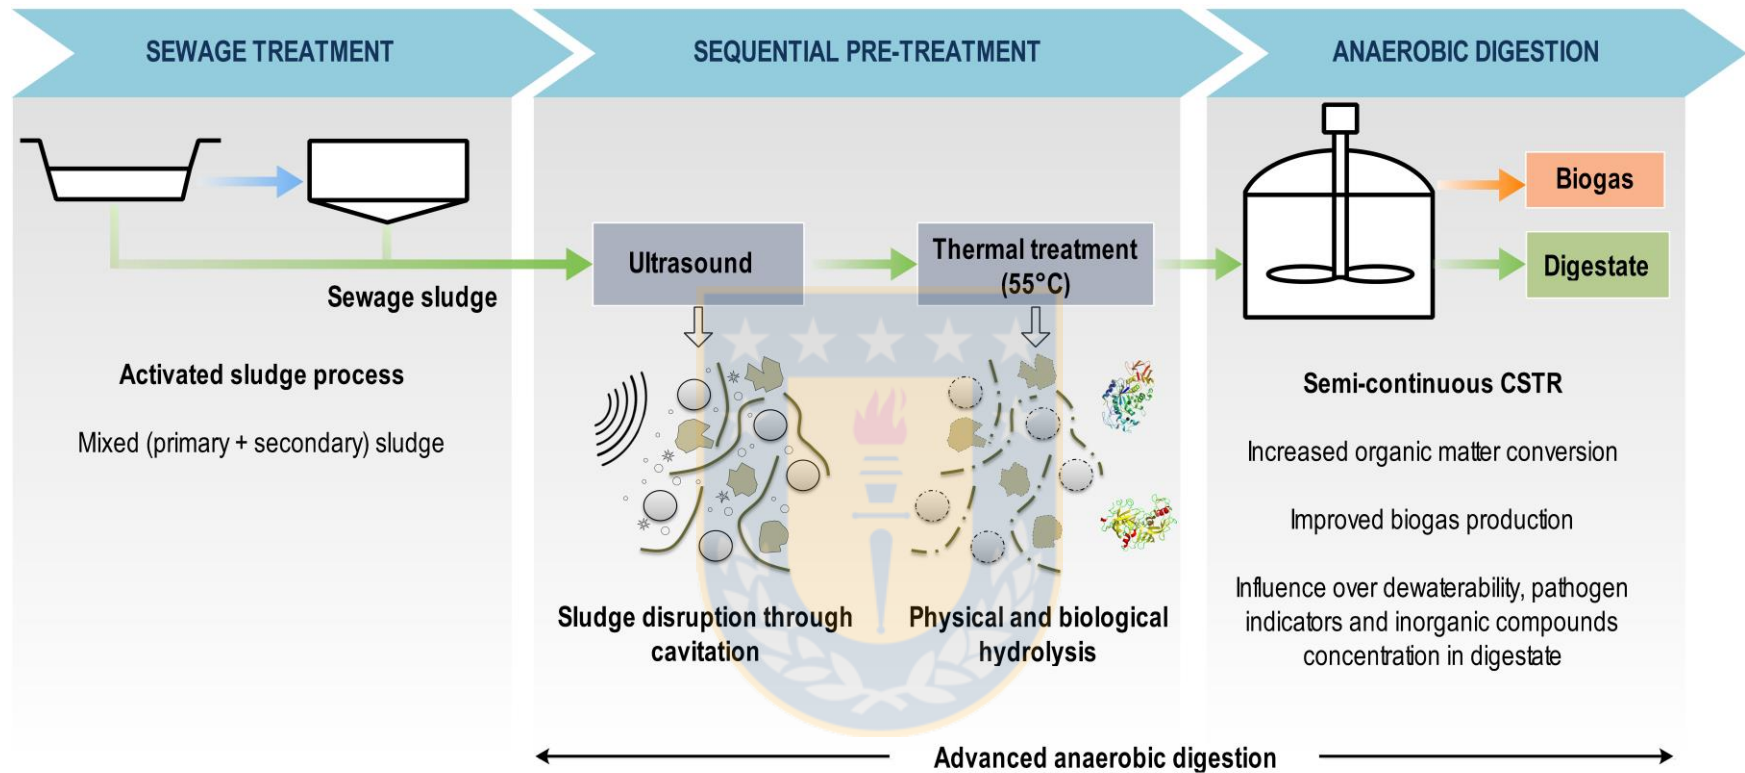 SEWAGE TREATMENT
SEQUENTIAL PRE-TREATMENT
ANAEROBIC DIGESTION
Sewage sludge
Activated sludge process
Mixed (primary + secondary) sludge
Ultrasound
Thermal treatment
(55°C)
Sludge disruption through
cavitation
Physical and biological
hydrolysis
Biogas
Digestate
Semi-continuous CSTR
Increased organic matter conversion
Improved biogas production
Influence over dewaterability, pathogen
indicators and inorganic compounds
concentration in digestate
Advanced anaerobic digestion